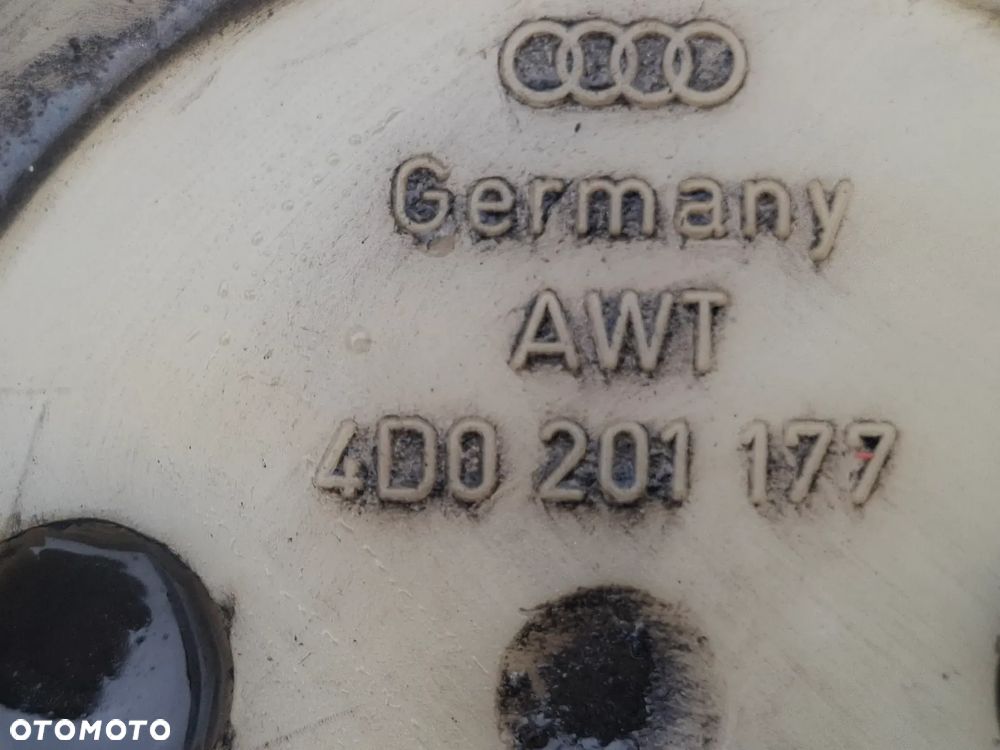 Germany
AWT
4D0 201 177
OTOMOTO